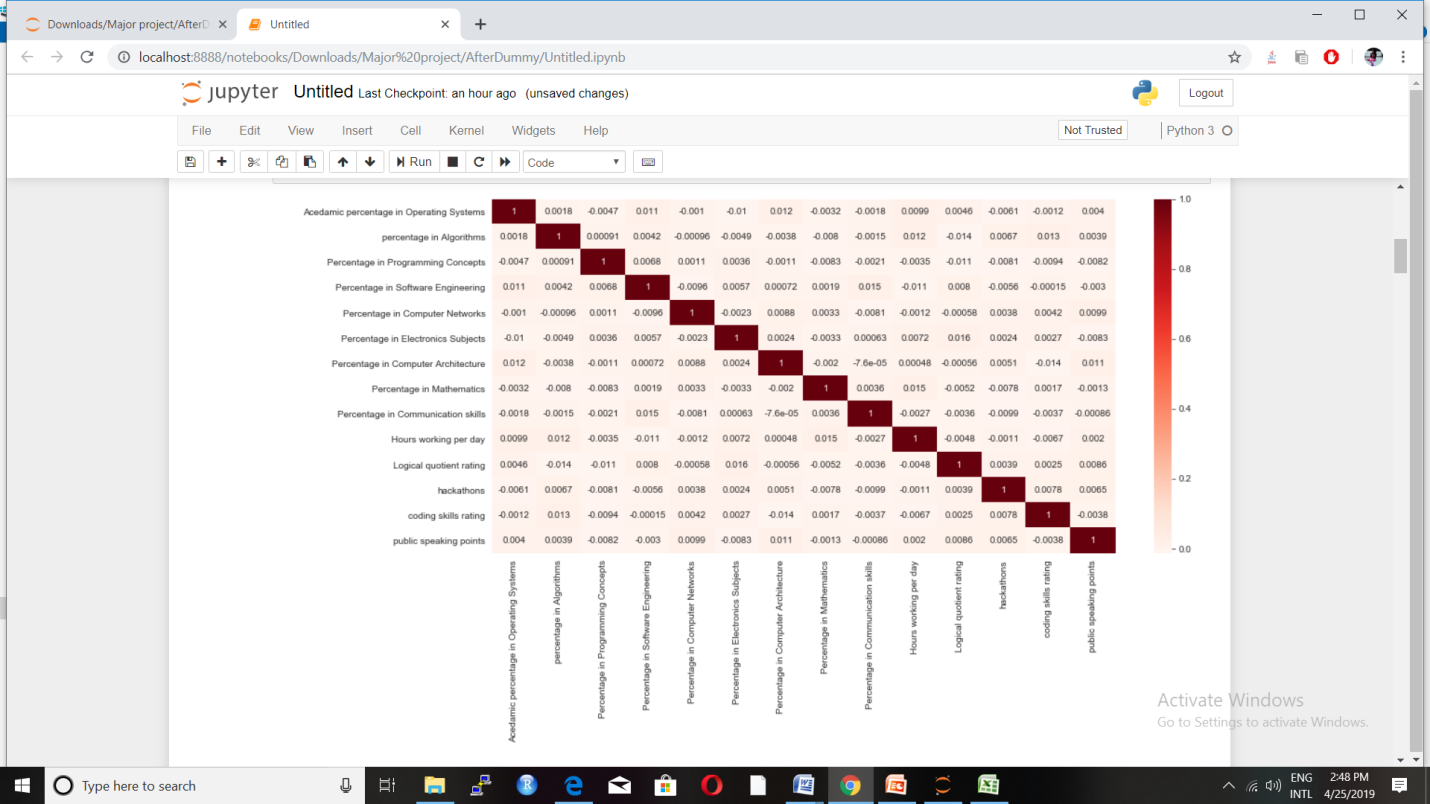 Downloads/Major project/AfterD
Untitled
localhost:8888/notebooks/Downloads/Major%20project/AfterDummy/Untitled.ipynb
jupyter Untitled Last Checkpoint: an hour ago (unsaved changes)
Logout
File Edit View Insert Cell Kernel Widgets Help
Not Trusted
Python 3
Run
Code
Acedamic percentage in Operating Systems 1 0.0018 -0.0047 0.011 -0.001 -0.01 0.012 -0.0032 -0.0018 0.0099 0.0046 -0.0061 -0.0012 0.004
percentage in Algorithms 0.0018 1 0.00091 0.0042 -0.00096 -0.0049 -0.0038 -0.008 -0.0015 0.012 -0.014 0.0067 0.013 0.0039
Percentage in Programming Concepts -0.0047 0.00091 1 0.0068 0.0011 0.0036 -0.0011 -0.0083 -0.0021 -0.0035 -0.011 -0.0081 -0.0094 -0.0082
Percentage in Software Engineering 0.011 0.0042 0.0068 1 -0.0096 0.0057 0.00072 0.0019 0.015 -0.011 0.008 -0.0056 -0.00015 -0.003
Percentage in Computer Networks -0.001 -0.00096 0.0011 -0.0096 1 -0.0023 0.0088 0.0033 -0.0081 -0.0012 -0.00058 0.0038 0.0042 0.0099
Percentage in Electronics Subjects -0.01 -0.0049 0.0036 0.0057 -0.0023 1 0.0024 -0.0033 0.00063 0.0072 0.016 0.0024 0.0027 -0.0083
Percentage in Computer Architecture 0.012 -0.0038 -0.0011 0.00072 0.0088 0.0024 1 -0.002 -7.6e-05 0.00048 -0.00056 0.0051 -0.014 0.011
Percentage in Mathematics -0.0032 -0.008 -0.0083 0.0019 0.0033 -0.0033 -0.002 1 0.0036 0.015 -0.0052 -0.0078 0.0017 -0.0013
Percentage in Communication skills -0.0018 -0.0015 -0.0021 0.015 -0.0081 0.00063 -7.6e-05 0.0036 1 -0.0027 -0.0036 -0.0099 -0.0037 -0.00086
Hours working per day 0.0099 0.012 -0.0035 -0.011 -0.0012 0.0072 0.00048 0.015 -0.0027 1 -0.0048 -0.0011 -0.0067 0.002
Logical quotient rating 0.0046 -0.014 -0.011 0.008 -0.00058 0.016 -0.00056 -0.0052 -0.0036 -0.0048 1 0.0039 0.0025 0.0086
hackathons -0.0061 0.0067 -0.0081 -0.0056 0.0038 0.0024 0.0051 -0.0078 -0.0099 -0.0011 0.0039 1 0.0078 0.0065
coding skills rating -0.0012 0.013 -0.0094 -0.00015 0.0042 0.0027 -0.014 0.0017 -0.0037 -0.0067 0.0025 0.0078 1 -0.0038
public speaking points 0.004 0.0039 -0.0082 -0.003 0.0099 -0.0083 0.011 -0.0013 -0.00086 0.002 0.0086 0.0065 -0.0038 1
1.0
0.8
0.6
0.4
0.2
0.0
Acedamic percentage in Operating Systems
percentage in Algorithms
Percentage in Programming Concepts
Percentage in Software Engineering
Percentage in Computer Networks
Percentage in Electronics Subjects
Percentage in Computer Architecture
Percentage in Mathematics
Percentage in Communication skills
Hours working per day
Logical quotient rating
hackathons
coding skills rating
public speaking points
Activate Windows
Go to Settings to activate Windows.
Type here to search
ENG
INTL
2:48 PM
4/25/2019